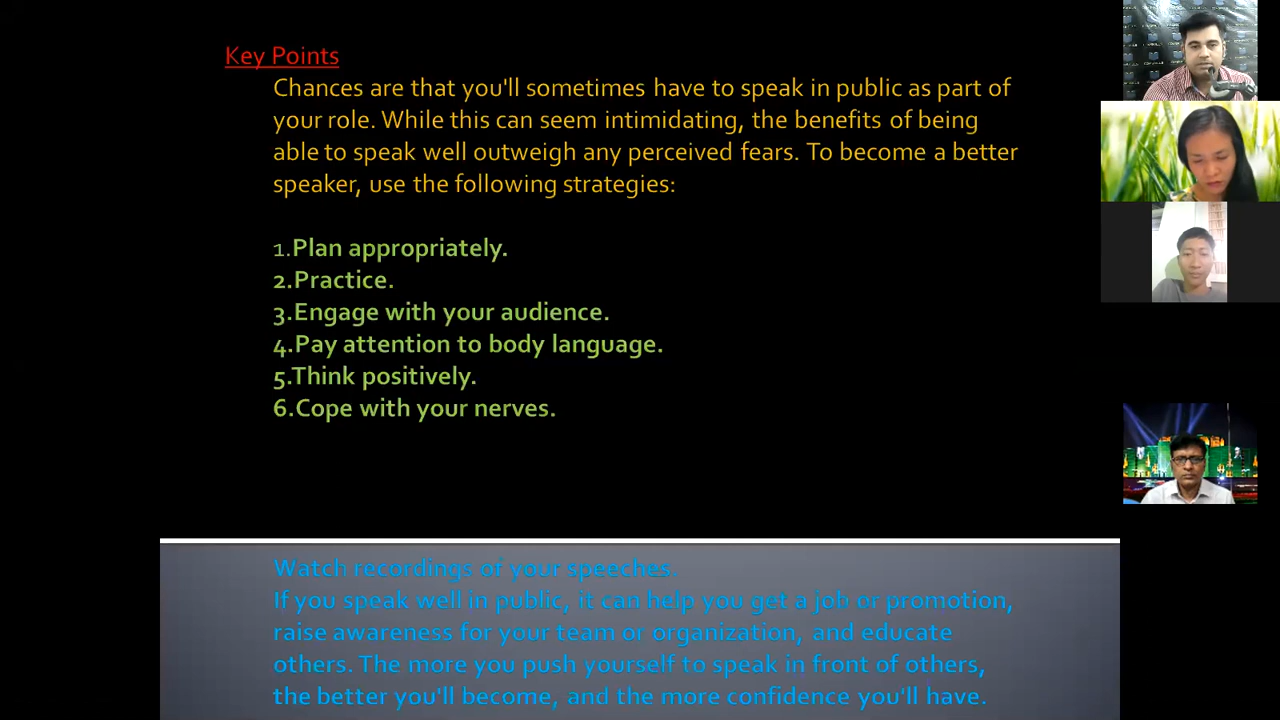 Key Points
Chances are that you'll sometimes have to speak in public as part of
your role. While this can seem intimidating, the benefits of being
able to speak well outweigh any perceived fears. To become a better
speaker, use the following strategies:
1.Plan appropriately.
2.Practice.
3.Engage with your audience.
4.Pay attention to body language.
5.Think positively.
6.Cope with your nerves.
Watch recordings of your speeches.
If you speak well in public, it can help you get a job or promotion,
raise awareness for your team or organization, and educate
others. The more you push yourself to speak in front of others,
the better you'll become, and the more confidence you'll have.